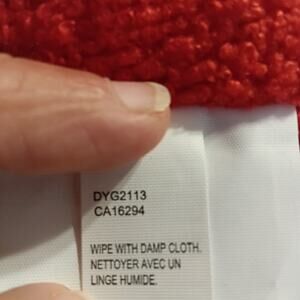 DYG2113
CA16294
WIPE WITH DAMP CLOTH.
NETTOYER AVEC UN
LINGE HUMIDE.